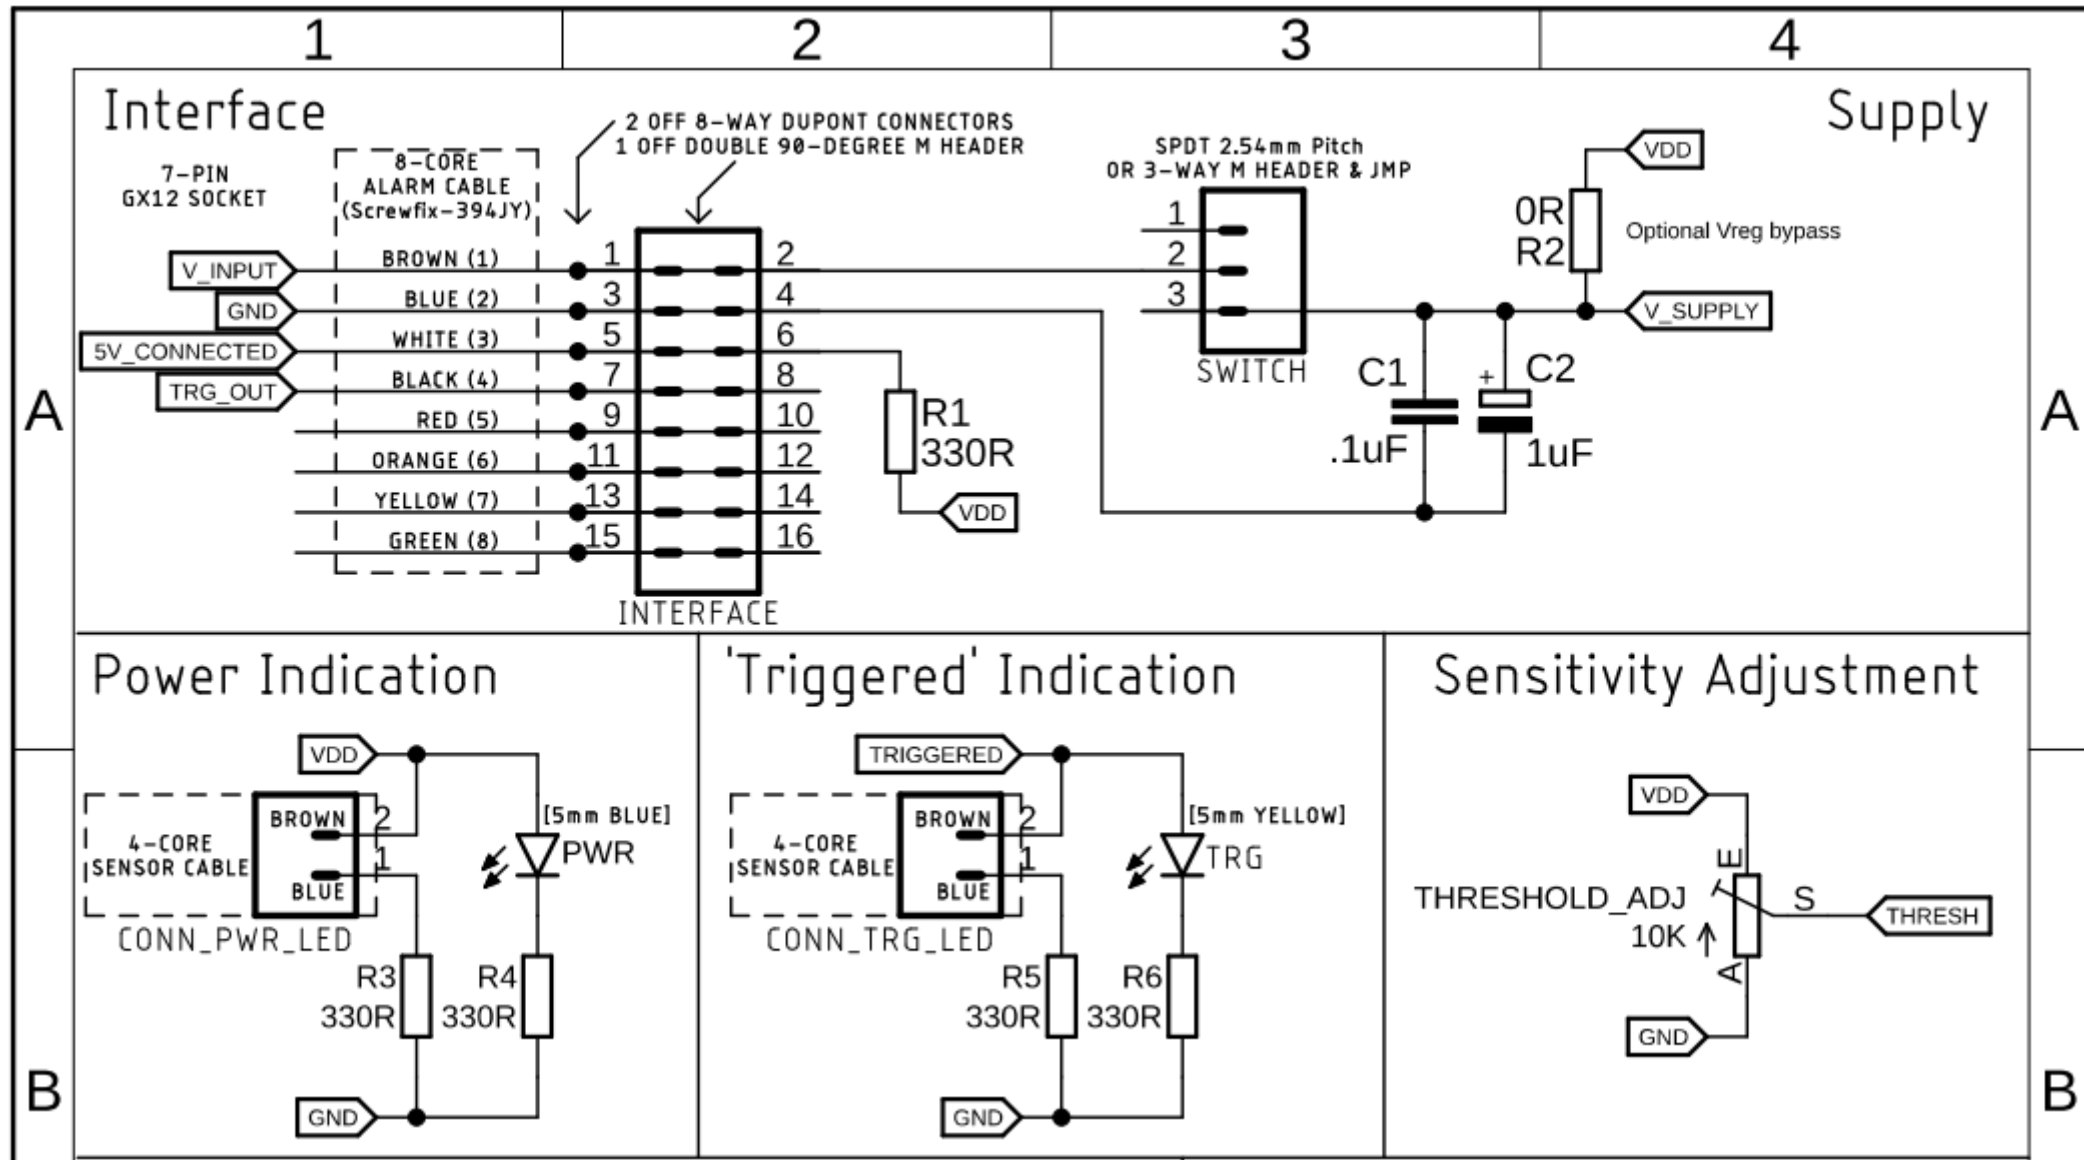 1 2 3 4
Interface
Supply
2 OFF 8-WAY DUPONT CONNECTORS
1 OFF DOUBLE 90-DEGREE M HEADER
7-PIN
GX12 SOCKET
8-CORE
ALARM CABLE
(Screwfix-394JY)
SPDT 2.54mm Pitch
OR 3-WAY M HEADER & JMP
V_INPUT BROWN (1) 1 2
GND BLUE (2) 3 4
5V_CONNECTED WHITE (3) 5 6
TRG_OUT BLACK (4) 7 8
RED (5) 9 10
ORANGE (6) 11 12
YELLOW (7) 13 14
GREEN (8) 15 16
INTERFACE
R1
330R
VDD
1
2
3
SWITCH
VDD
0R
R2
Optional Vreg bypass
V_SUPPLY
C1
.1uF
+ C2
1uF
A A
Power Indication
VDD
4-CORE
SENSOR CABLE
BROWN 2
1
BLUE
CONN_PWR_LED
[5mm BLUE]
PWR
R3
330R
R4
330R
GND
'Triggered' Indication
TRIGGERED
4-CORE
SENSOR CABLE
BROWN 2
1
BLUE
CONN_TRG_LED
[5mm YELLOW]
TRG
R5
330R
R6
330R
GND
Sensitivity Adjustment
VDD
E
THRESHOLD_ADJ
10K
S
THRESH
A
GND
B B